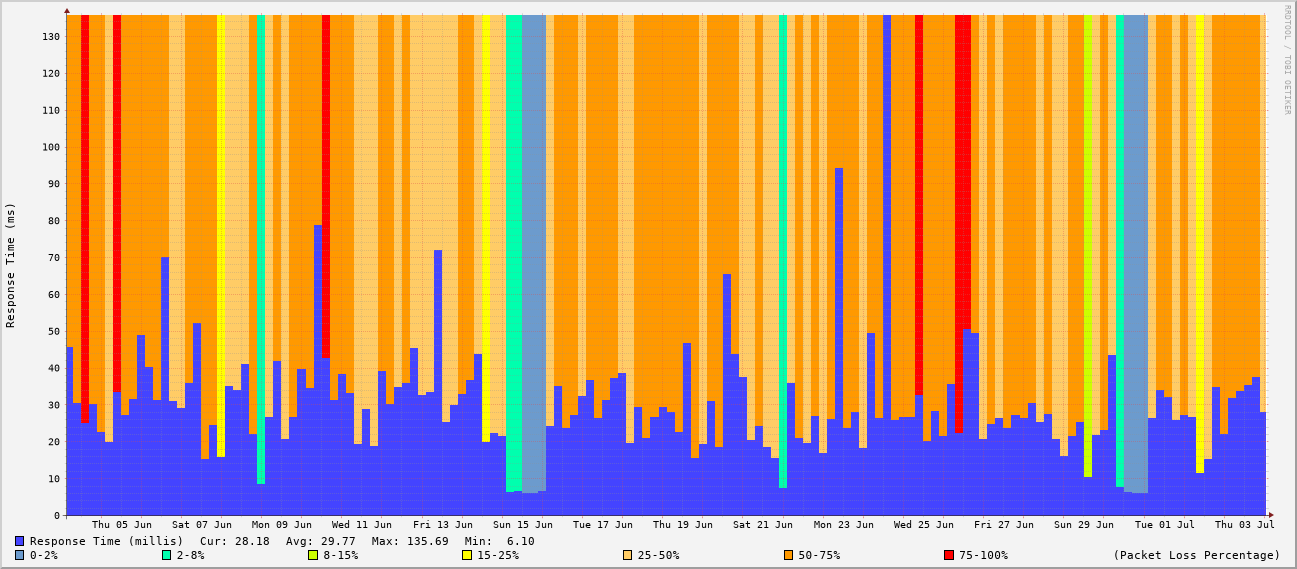 RRDTOOL / TOBI OETIKER
Response Time (ms)
130
120
110
100
90
80
70
60
50
40
30
20
10
0
Thu 05 Jun Sat 07 Jun Mon 09 Jun Wed 11 Jun Fri 13 Jun Sun 15 Jun Tue 17 Jun Thu 19 Jun Sat 21 Jun Mon 23 Jun Wed 25 Jun Fri 27 Jun Sun 29 Jun Tue 01 Jul Thu 03 Jul
Response Time (millis) Cur: 28.18 Avg: 29.77 Max: 135.69 Min: 6.10
0-2% 2-8% 8-15% 15-25% 25-50% 50-75% 75-100% (Packet Loss Percentage)